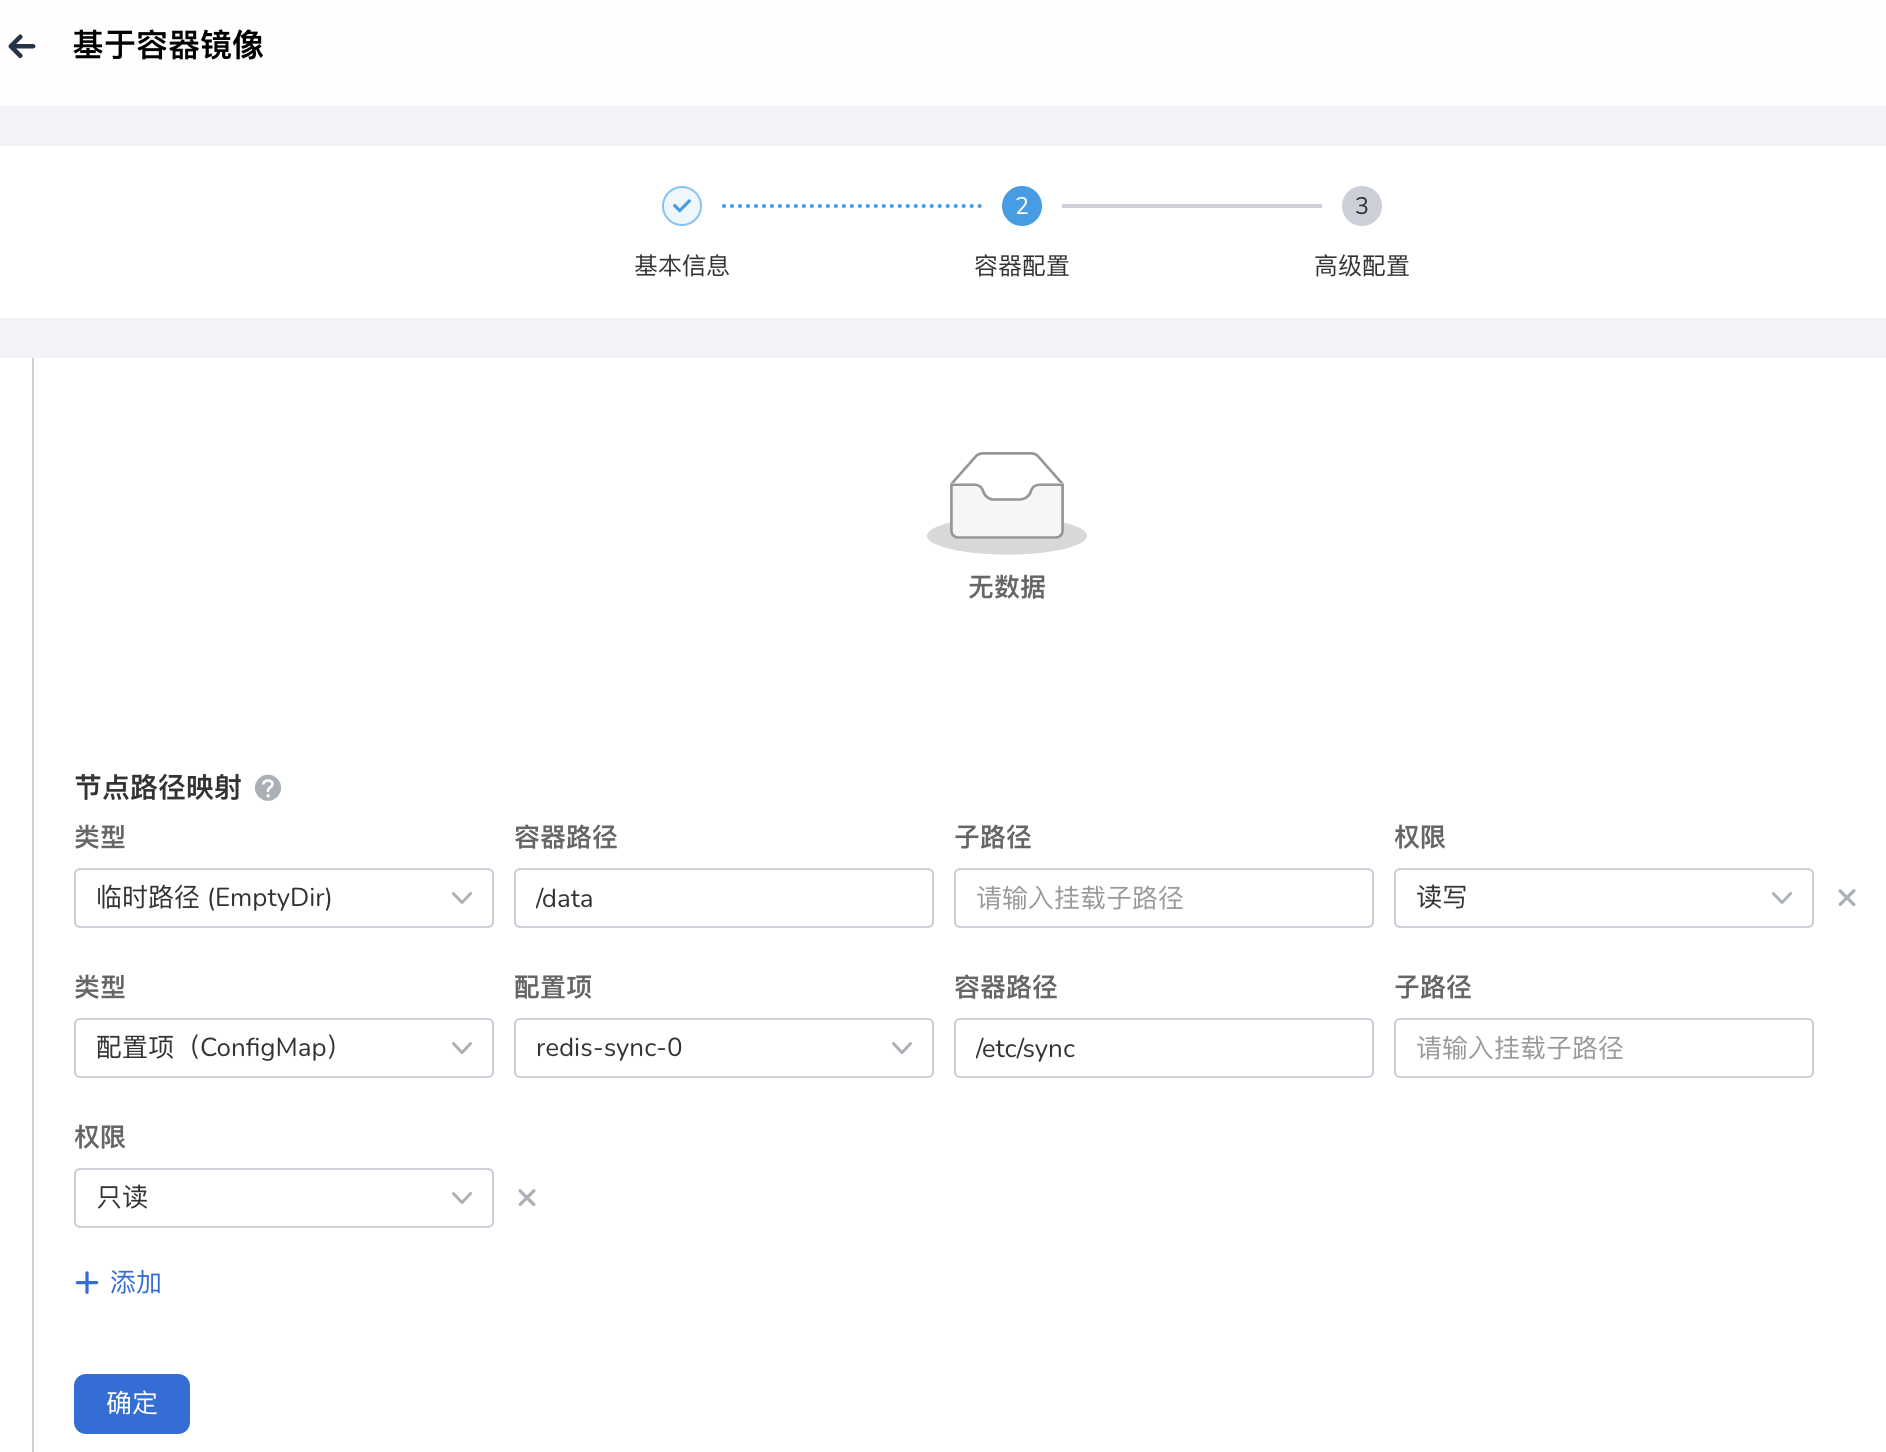 基于容器镜像
2
3
基本信息
容器配置
高级配置
无数据
节点路径映射 ?
类型
容器路径
子路径
权限
临时路径 (EmptyDir)
/data
请输入挂载子路径
读写
类型
配置项
容器路径
子路径
配置项（ConfigMap）
redis-sync-0
/etc/sync
请输入挂载子路径
权限
只读
添加
确定